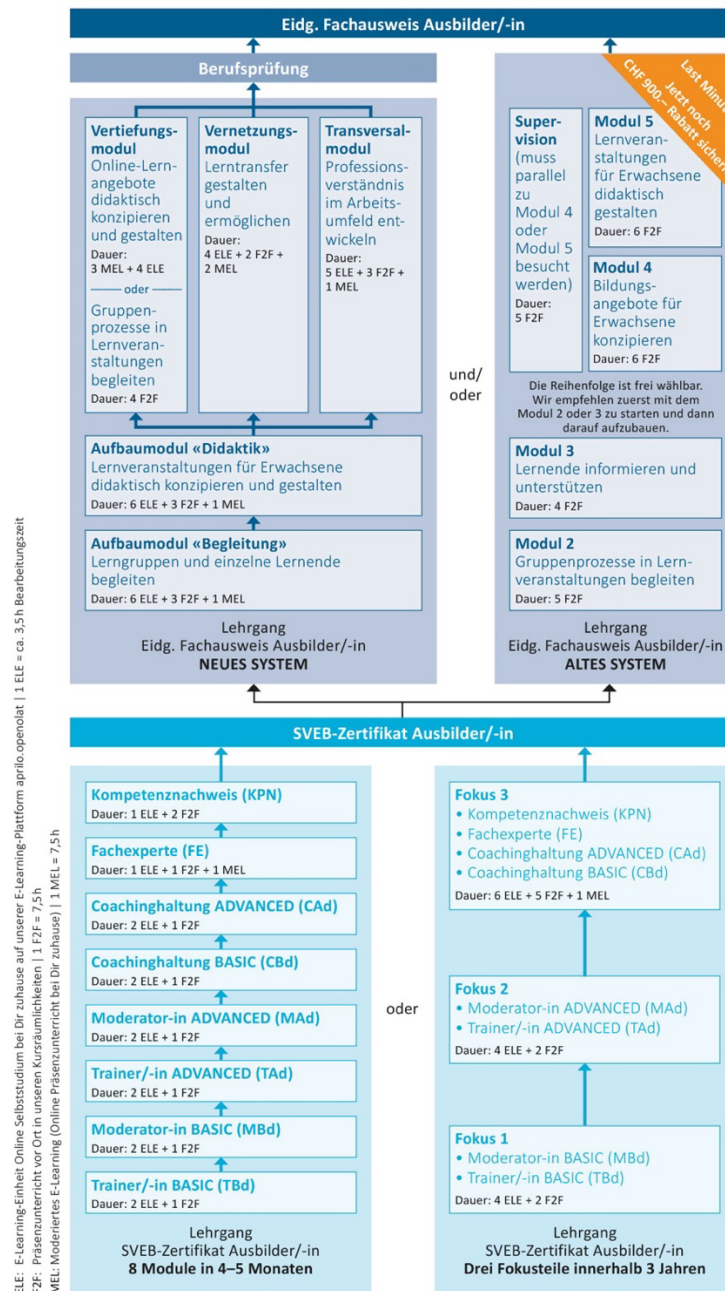 Eidg. Fachausweis Ausbilder/-in
Berufsprüfung
Vertiefungs-
modul
Online-Lern-
angebote
didaktisch
konzipieren
und gestalten
Dauer:
3 MEL + 4 ELE
oder
Gruppen-
prozesse in
Lernveran-
staltungen
begleiten
Dauer: 4 F2F
Vernetzungs-
modul
Lerntransfer
gestalten
und
ermöglichen
Dauer:
4 ELE + 2 F2F +
2 MEL
Transversal-
modul
Professions-
verständnis
im Arbeits-
umfeld ent-
wickeln
Dauer:
5 ELE + 3 F2F +
1 MEL
Aufbaumodul «Didaktik»
Lernveranstaltungen für Erwachsene
didaktisch konzipieren und gestalten
Dauer: 6 ELE + 3 F2F + 1 MEL
Aufbaumodul «Begleitung»
Lerngruppen und einzelne Lernende
begleiten
Dauer: 6 ELE + 3 F2F + 1 MEL
Lehrgang
Eidg. Fachausweis Ausbilder/-in
NEUES SYSTEM
und/
oder
Last Minu
Jetzt noch
CHF 900.– Rabatt sichern
Super-
vision
(muss
parallel
zu
Modul 4
oder
Modul 5
besucht
werden)
Dauer:
5 F2F
Modul 5
Lernveran-
staltungen
für Erwachsene
didaktisch
gestalten
Dauer: 6 F2F
Modul 4
Bildungs-
angebote für
Erwachsene
konzipieren
Dauer: 6 F2F
Die Reihenfolge ist frei wählbar.
Wir empfehlen zuerst mit dem
Modul 2 oder 3 zu starten und dann
darauf aufzubauen.
Modul 3
Lernende informieren und
unterstützen
Dauer: 4 F2F
Modul 2
Gruppenprozesse in Lern-
veranstaltungen begleiten
Dauer: 5 F2F
Lehrgang
Eidg. Fachausweis Ausbilder/-in
ALTES SYSTEM
SVEB-Zertifikat Ausbilder/-in
Kompetenznachweis (KPN)
Dauer: 1 ELE + 2 F2F
Fachexperte (FE)
Dauer: 1 ELE + 1 F2F + 1 MEL
Coachinghaltung ADVANCED (CAd)
Dauer: 2 ELE + 1 F2F
Coachinghaltung BASIC (CBd)
Dauer: 2 ELE + 1 F2F
Moderator-in ADVANCED (MAd)
Dauer: 2 ELE + 1 F2F
Trainer/-in ADVANCED (TAd)
Dauer: 2 ELE + 1 F2F
Moderator-in BASIC (MBd)
Dauer: 2 ELE + 1 F2F
Trainer/-in BASIC (TBd)
Dauer: 2 ELE + 1 F2F
Lehrgang
SVEB-Zertifikat Ausbilder/-in
8 Module in 4–5 Monaten
oder
Fokus 3
• Kompetenznachweis (KPN)
• Fachexperte (FE)
• Coachinghaltung ADVANCED (CAd)
• Coachinghaltung BASIC (CBd)
Dauer: 6 ELE + 5 F2F + 1 MEL
Fokus 2
• Moderator-in ADVANCED (MAd)
• Trainer/-in ADVANCED (TAd)
Dauer: 4 ELE + 2 F2F
Fokus 1
• Moderator-in BASIC (MBd)
• Trainer/-in BASIC (TBd)
Dauer: 4 ELE + 2 F2F
Lehrgang
SVEB-Zertifikat Ausbilder/-in
Drei Fokusteile innerhalb 3 Jahren
ELE: E-Learning-Einheit Online Selbststudium bei Dir zuhause auf unserer E-Learning-Plattform aprilo.openolat | 1 ELE = ca. 3,5 h Bearbeitungszeit
F2F: Präsenzunterricht vor Ort in unseren Kursräumlichkeiten | 1 F2F = 7,5 h
MEL: Moderiertes E-Learning (Online Präsenzunterricht bei Dir zuhause) | 1 MEL = 7,5 h